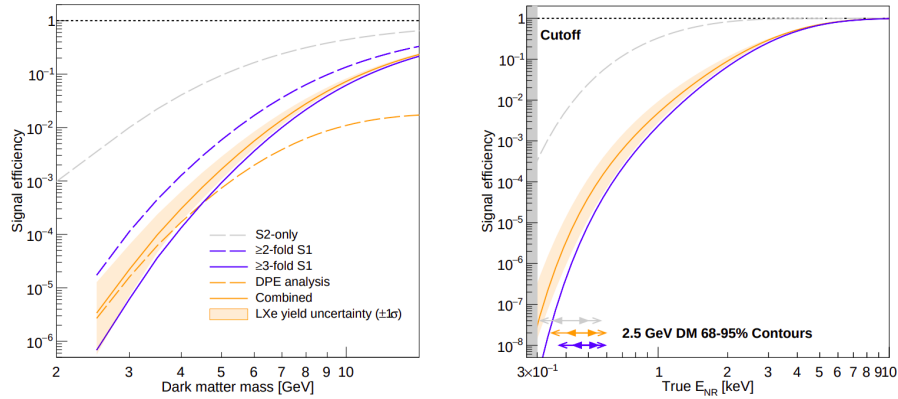 1
10⁻¹
10⁻²
10⁻³
10⁻⁴
10⁻⁵
10⁻⁶
Signal efficiency
S2-only
≥2-fold S1
≥3-fold S1
DPE analysis
Combined
LXe yield uncertainty (±1σ)
2 3 4 5 6 7 8 9 10
Dark matter mass [GeV]
1
10⁻¹
10⁻²
10⁻³
10⁻⁴
10⁻⁵
10⁻⁶
10⁻⁷
10⁻⁸
Signal efficiency
Cutoff
2.5 GeV DM 68-95% Contours
3×10⁻¹ 1 2 3 4 5 6 7 8 9 10
True E_NR [keV]